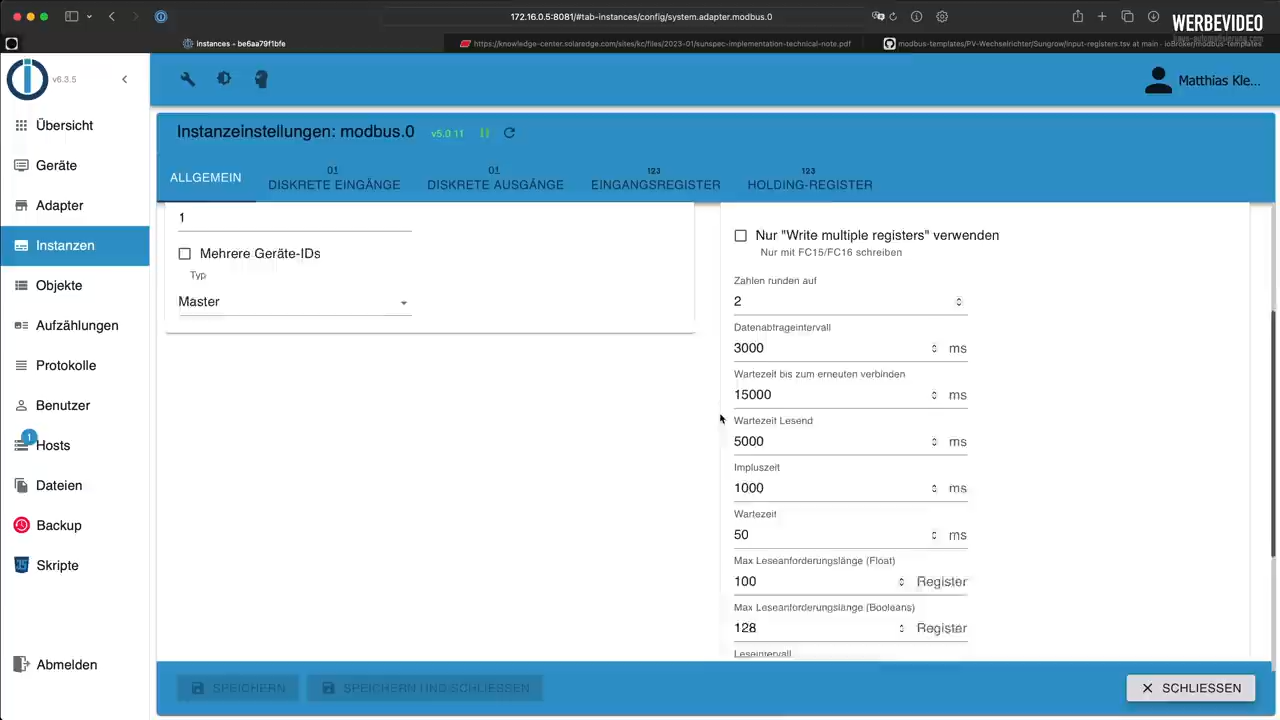 172.16.0.5:8081/#tab-instances/config/system.adapter.modbus.0
WERBEVIDEO
instances - be6aa79f1bfe
https://knowledge-center.solaredge.com/sites/kc/files/2023-01/sunspec-implementation-technical-note.pdf
modbus-templates/PV-Wechselrichter/Sungrow/input-registers.tsv at main · ioBroker/modbus-templates
v6.3.5
Matthias Kle...
Übersicht
Geräte
Adapter
Instanzen
Objekte
Aufzählungen
Protokolle
Benutzer
1
Hosts
Dateien
Backup
Skripte
Abmelden
Instanzeinstellungen: modbus.0
v5.0.11
ALLGEMEIN
01
DISKRETE EINGÄNGE
01
DISKRETE AUSGÄNGE
123
EINGANGSREGISTER
123
HOLDING-REGISTER
1
Mehrere Geräte-IDs
Typ
Master
Nur "Write multiple registers" verwenden
Nur mit FC15/FC16 schreiben
Zahlen runden auf
2
Datenabtrageintervall
3000 ms
Wartezeit bis zum erneuten verbinden
15000 ms
Wartezeit Lesend
5000 ms
Impluszeit
1000 ms
Wartezeit
50 ms
Max Leseanforderungslänge (Float)
100 Register
Max Leseanforderungslänge (Booleans)
128 Register
Leseintervall
SPEICHERN
SPEICHERN UND SCHLIESSEN
SCHLIESSEN